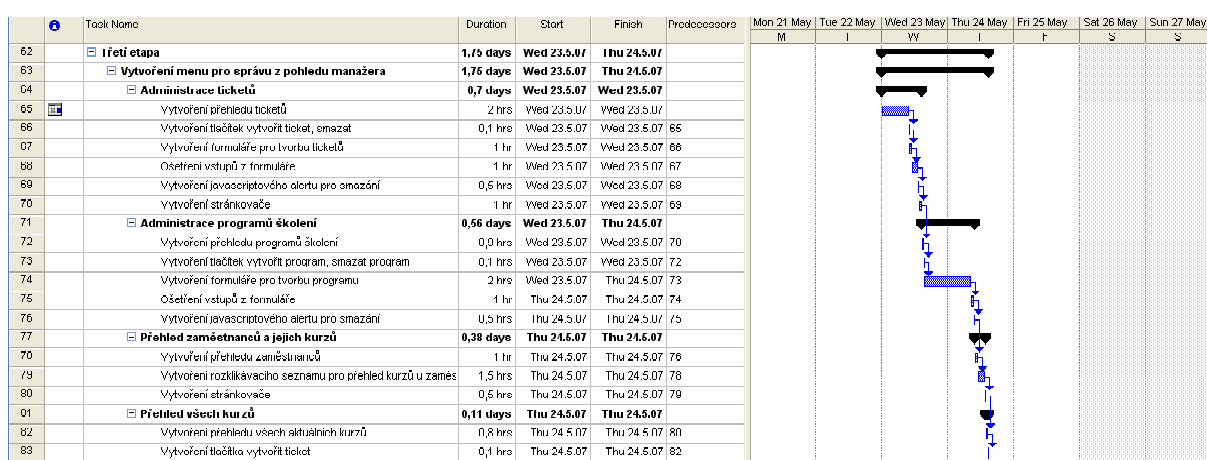 Task Name Duration Start Finish Predecessors Mon 21 May Tue 22 May Wed 23 May Thu 24 May Fri 25 May Sat 26 May Sun 27 May
M T W T F S S
62 Třetí etapa 1,75 days Wed 23.5.07 Thu 24.5.07
63 Vytvoření menu pro správu z pohledu manažera 1,75 days Wed 23.5.07 Thu 24.5.07
64 Administrace ticketů 0,7 days Wed 23.5.07 Wed 23.5.07
65 Vytvoření přehledu ticketů 2 hrs Wed 23.5.07 Wed 23.5.07
66 Vytvoření tlačítek vytvořit ticket, smazat 0,1 hrs Wed 23.5.07 Wed 23.5.07 65
67 Vytvoření formuláře pro tvorbu ticketů 1 hr Wed 23.5.07 Wed 23.5.07 66
68 Ošetření vstupů z formuláře 1 hr Wed 23.5.07 Wed 23.5.07 67
69 Vytvoření javascriptového alertu pro smazání 0,5 hrs Wed 23.5.07 Wed 23.5.07 68
70 Vytvoření stránkovače 1 hr Wed 23.5.07 Wed 23.5.07 69
71 Administrace programů školení 0,56 days Wed 23.5.07 Thu 24.5.07
72 Vytvoření přehledu programů školení 0,9 hrs Wed 23.5.07 Wed 23.5.07 70
73 Vytvoření tlačítek vytvořit program, smazat program 0,1 hrs Wed 23.5.07 Wed 23.5.07 72
74 Vytvoření formuláře pro tvorbu programu 2 hrs Wed 23.5.07 Thu 24.5.07 73
75 Ošetření vstupů z formuláře 1 hr Thu 24.5.07 Thu 24.5.07 74
76 Vytvoření javascriptového alertu pro smazání 0,5 hrs Thu 24.5.07 Thu 24.5.07 75
77 Přehled zaměstnanců a jejich kurzů 0,38 days Thu 24.5.07 Thu 24.5.07
78 Vytvoření přehledu zaměstnanců 1 hr Thu 24.5.07 Thu 24.5.07 76
79 Vytvoření rozklikávacího seznamu pro přehled kurzů u zaměs 1,5 hrs Thu 24.5.07 Thu 24.5.07 78
80 Vytvoření stránkovače 0,5 hrs Thu 24.5.07 Thu 24.5.07 79
81 Přehled všech kurzů 0,11 days Thu 24.5.07 Thu 24.5.07
82 Vytvoření přehledu všech aktuálních kurzů 0,8 hrs Thu 24.5.07 Thu 24.5.07 80
83 Vytvoření tlačítka vytvořit ticket 0,1 hrs Thu 24.5.07 Thu 24.5.07 82